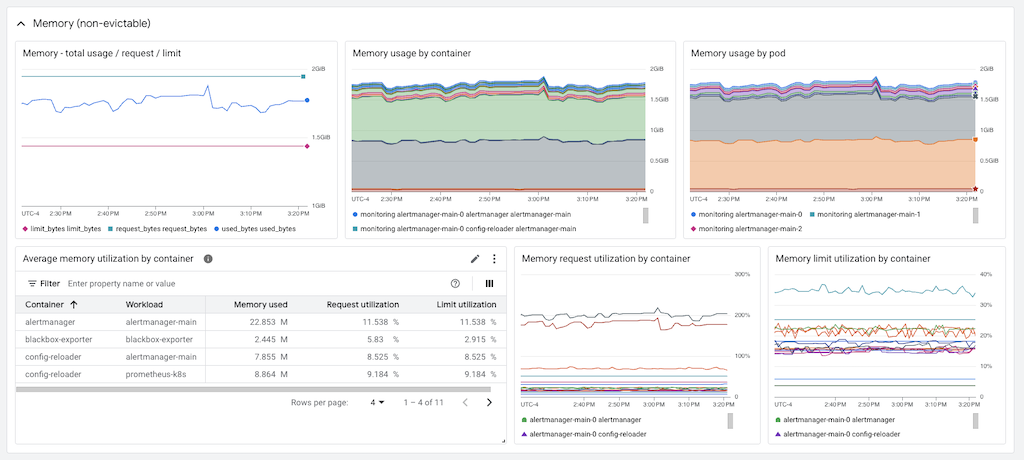 Memory (non-evictable)
Memory - total usage / request / limit
2GiB
1.5GiB
1GiB
UTC-4 2:30 PM 2:40 PM 2:50 PM 3:00 PM 3:10 PM 3:20 PM
limit_bytes limit_bytes request_bytes request_bytes used_bytes used_bytes
Memory usage by container
2GiB
1.5GiB
1GiB
0.5GiB
0
UTC-4 2:30 PM 2:40 PM 2:50 PM 3:00 PM 3:10 PM 3:20 PM
monitoring alertmanager-main-0 alertmanager alertmanager-main
monitoring alertmanager-main-0 config-reloader alertmanager-main
Memory usage by pod
2GiB
1.5GiB
1GiB
0.5GiB
0
UTC-4 2:30 PM 2:40 PM 2:50 PM 3:00 PM 3:10 PM 3:20 PM
monitoring alertmanager-main-0 monitoring alertmanager-main-1
monitoring alertmanager-main-2
Average memory utilization by container
Filter Enter property name or value
Container Workload Memory used Request utilization Limit utilization
alertmanager alertmanager-main 22.853 M 11.538 % 11.538 %
blackbox-exporter blackbox-exporter 2.445 M 5.83 % 2.915 %
config-reloader alertmanager-main 7.855 M 8.525 % 8.525 %
config-reloader prometheus-k8s 8.864 M 9.184 % 9.184 %
Rows per page: 4 1 – 4 of 11
Memory request utilization by container
300%
200%
100%
0
UTC-4 2:40 PM 2:50 PM 3:00 PM 3:10 PM 3:20 PM
alertmanager-main-0 alertmanager
alertmanager-main-0 config-reloader
Memory limit utilization by container
40%
30%
20%
10%
0
UTC-4 2:40 PM 2:50 PM 3:00 PM 3:10 PM 3:20 PM
alertmanager-main-0 alertmanager
alertmanager-main-0 config-reloader